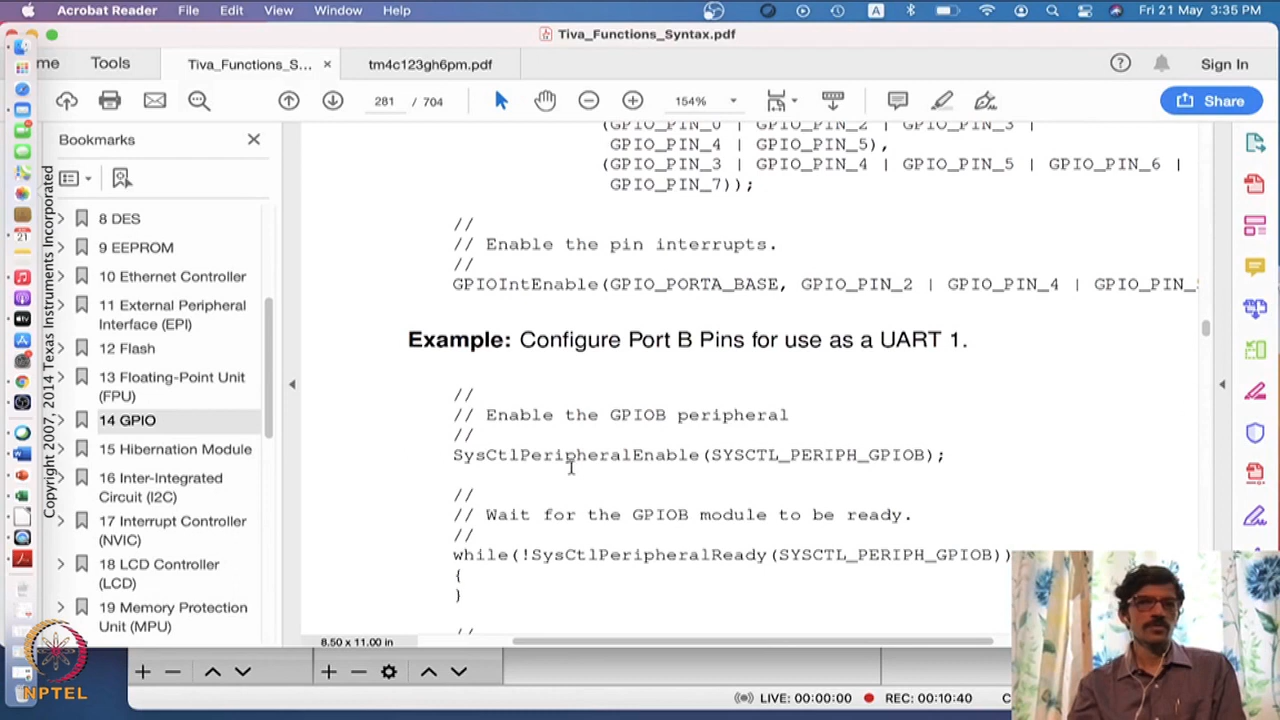 Acrobat Reader File Edit View Window Help
A Fri 21 May 3:35 PM
Tiva_Functions_Syntax.pdf
me Tools Tiva_Functions_S... × tm4c123gh6pm.pdf Sign In
281 / 704 154% Share
Bookmarks
8 DES
9 EEPROM
10 Ethernet Controller
11 External Peripheral
Interface (EPI)
12 Flash
13 Floating-Point Unit
(FPU)
14 GPIO
15 Hibernation Module
16 Inter-Integrated
Circuit (I2C)
17 Interrupt Controller
(NVIC)
18 LCD Controller
(LCD)
19 Memory Protection
Unit (MPU)
Copyright 2007, 2014 Texas Instruments Incorporated
(GPIO_PIN_0 | GPIO_PIN_2 | GPIO_PIN_3 |
GPIO_PIN_4 | GPIO_PIN_5),
(GPIO_PIN_3 | GPIO_PIN_4 | GPIO_PIN_5 | GPIO_PIN_6 |
GPIO_PIN_7));
//
// Enable the pin interrupts.
//
GPIOIntEnable(GPIO_PORTA_BASE, GPIO_PIN_2 | GPIO_PIN_4 | GPIO_PIN_
Example: Configure Port B Pins for use as a UART 1.
//
// Enable the GPIOB peripheral
//
SysCtlPeripheralEnable(SYSCTL_PERIPH_GPIOB);
//
// Wait for the GPIOB module to be ready.
//
while(!SysCtlPeripheralReady(SYSCTL_PERIPH_GPIOB))
{
}
//
8.50 x 11.00 in
NPTEL
LIVE: 00:00:00 REC: 00:10:40 C